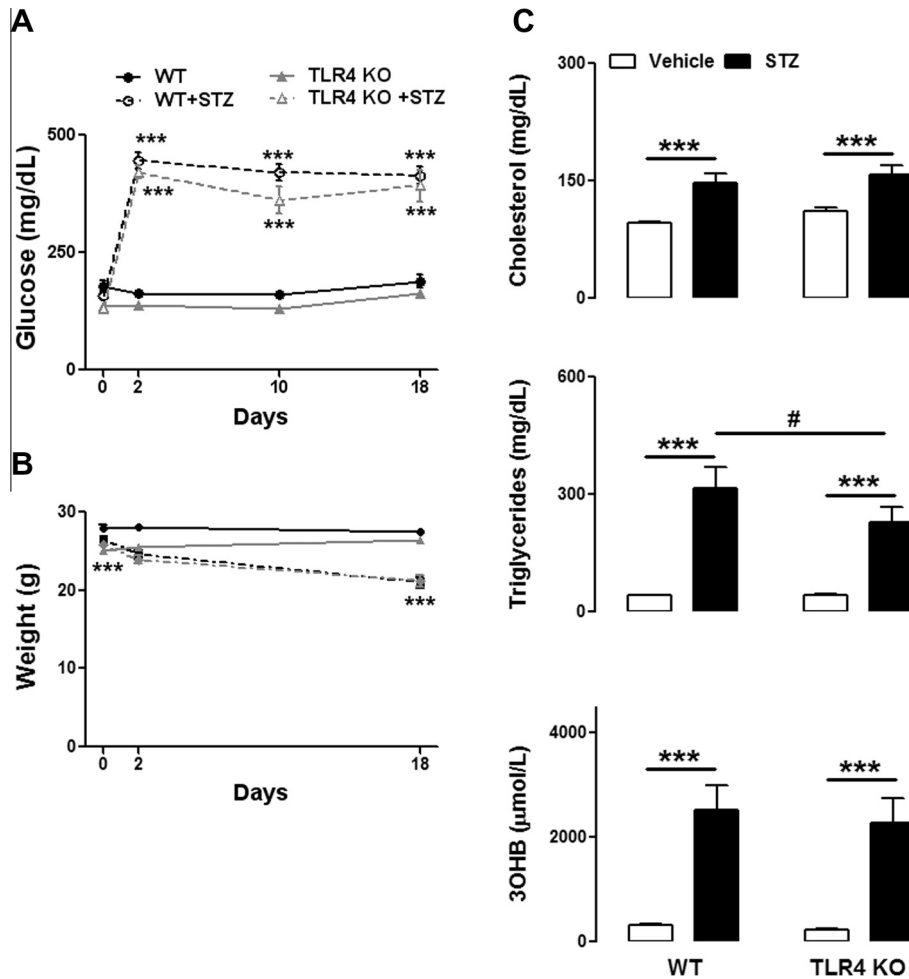 A
WT
TLR4 KO
WT+STZ
TLR4 KO +STZ
Glucose (mg/dL)
500
250
0
***
***
***
***
***
***
0
2
10
18
Days
B
Weight (g)
30
20
10
0
***
***
0
2
18
Days
C
Vehicle
STZ
Cholesterol (mg/dL)
300
150
0
***
***
Triglycerides (mg/dL)
600
300
0
***
#
***
3OHB (μmol/L)
4000
2000
0
***
***
WT
TLR4 KO